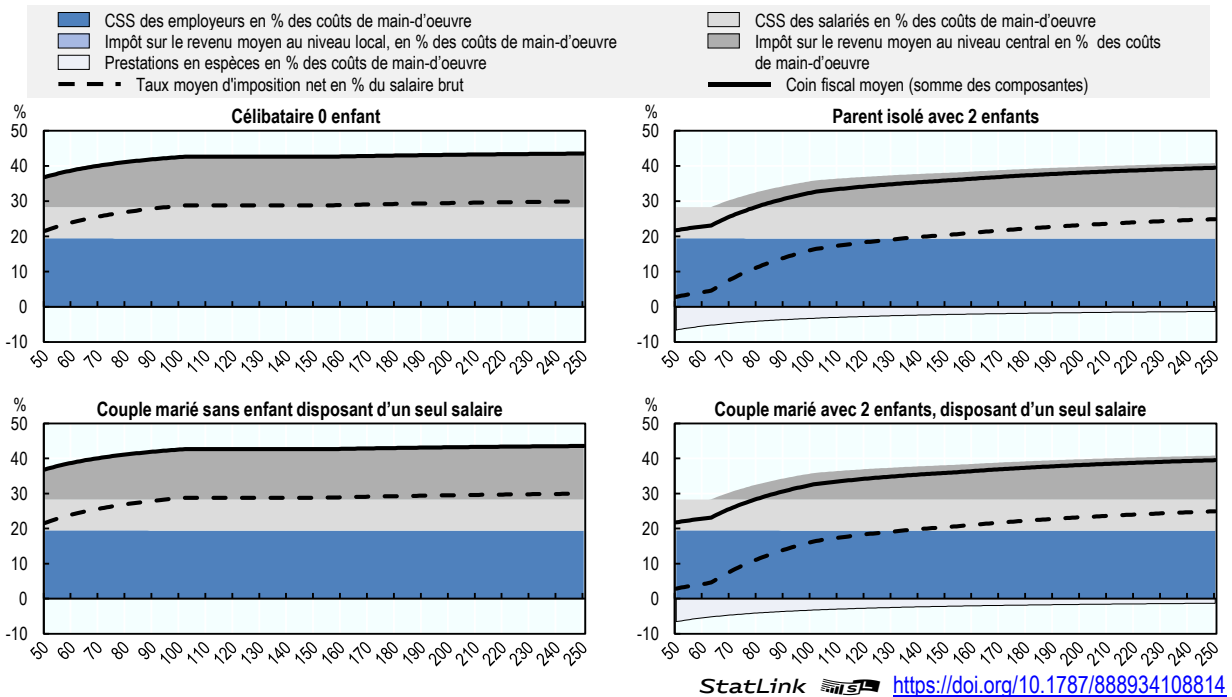 CSS des employeurs en % des coûts de main-d'oeuvre
CSS des salariés en % des coûts de main-d'oeuvre
Impôt sur le revenu moyen au niveau local, en % des coûts de main-d'oeuvre
Impôt sur le revenu moyen au niveau central en % des coûts
de main-d'oeuvre
Prestations en espèces en % des coûts de main-d'oeuvre
Taux moyen d'imposition net en % du salaire brut
Coin fiscal moyen (somme des composantes)
%
Célibataire 0 enfant
50
40
30
20
10
0
-10
50 60 70 80 90 100 110 120 130 140 150 160 170 180 190 200 210 220 230 240 250
%
Parent isolé avec 2 enfants
50
40
30
20
10
0
-10
50 60 70 80 90 100 110 120 130 140 150 160 170 180 190 200 210 220 230 240 250
%
Couple marié sans enfant disposant d'un seul salaire
50
40
30
20
10
0
-10
50 60 70 80 90 100 110 120 130 140 150 160 170 180 190 200 210 220 230 240 250
%
Couple marié avec 2 enfants, disposant d'un seul salaire
50
40
30
20
10
0
-10
50 60 70 80 90 100 110 120 130 140 150 160 170 180 190 200 210 220 230 240 250
StatLink https://doi.org/10.1787/888934108814